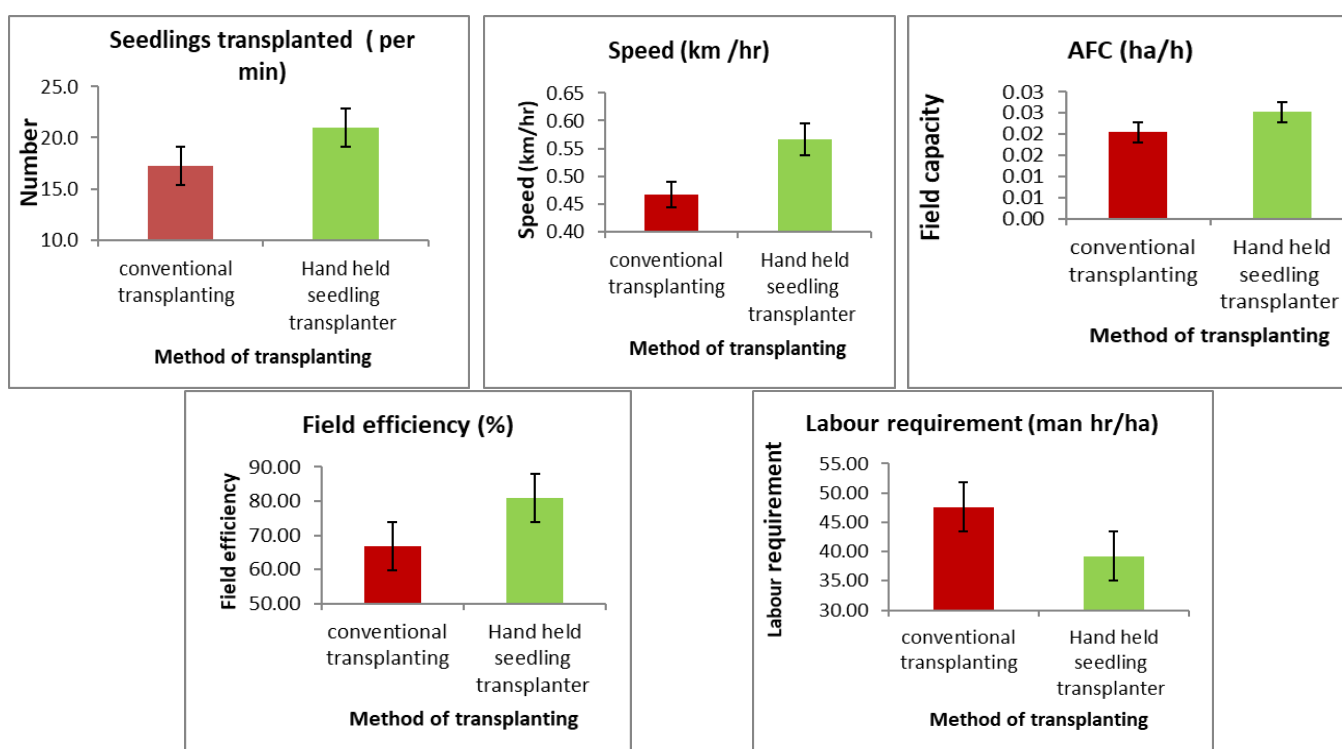 Seedlings transplanted ( per
min)
Number
25.0
20.0
15.0
10.0
conventional
transplanting
Hand held
seedling
transplanter
Method of transplanting
Speed (km /hr)
Speed (km/hr)
0.65
0.60
0.55
0.50
0.45
0.40
conventional
transplanting
Hand held
seedling
transplanter
Method of transplanting
AFC (ha/h)
Field capacity
0.03
0.03
0.02
0.02
0.01
0.01
0.00
conventional
transplanting
Hand held
seedling
transplanter
Method of transplanting
Field efficiency (%)
Field efficiency
90.00
80.00
70.00
60.00
50.00
conventional
transplanting
Hand held
seedling
transplanter
Method of transplanting
Labour requirement (man hr/ha)
Labour requirement
55.00
50.00
45.00
40.00
35.00
30.00
conventional
transplanting
Hand held
seedling
transplanter
Method of transplanting